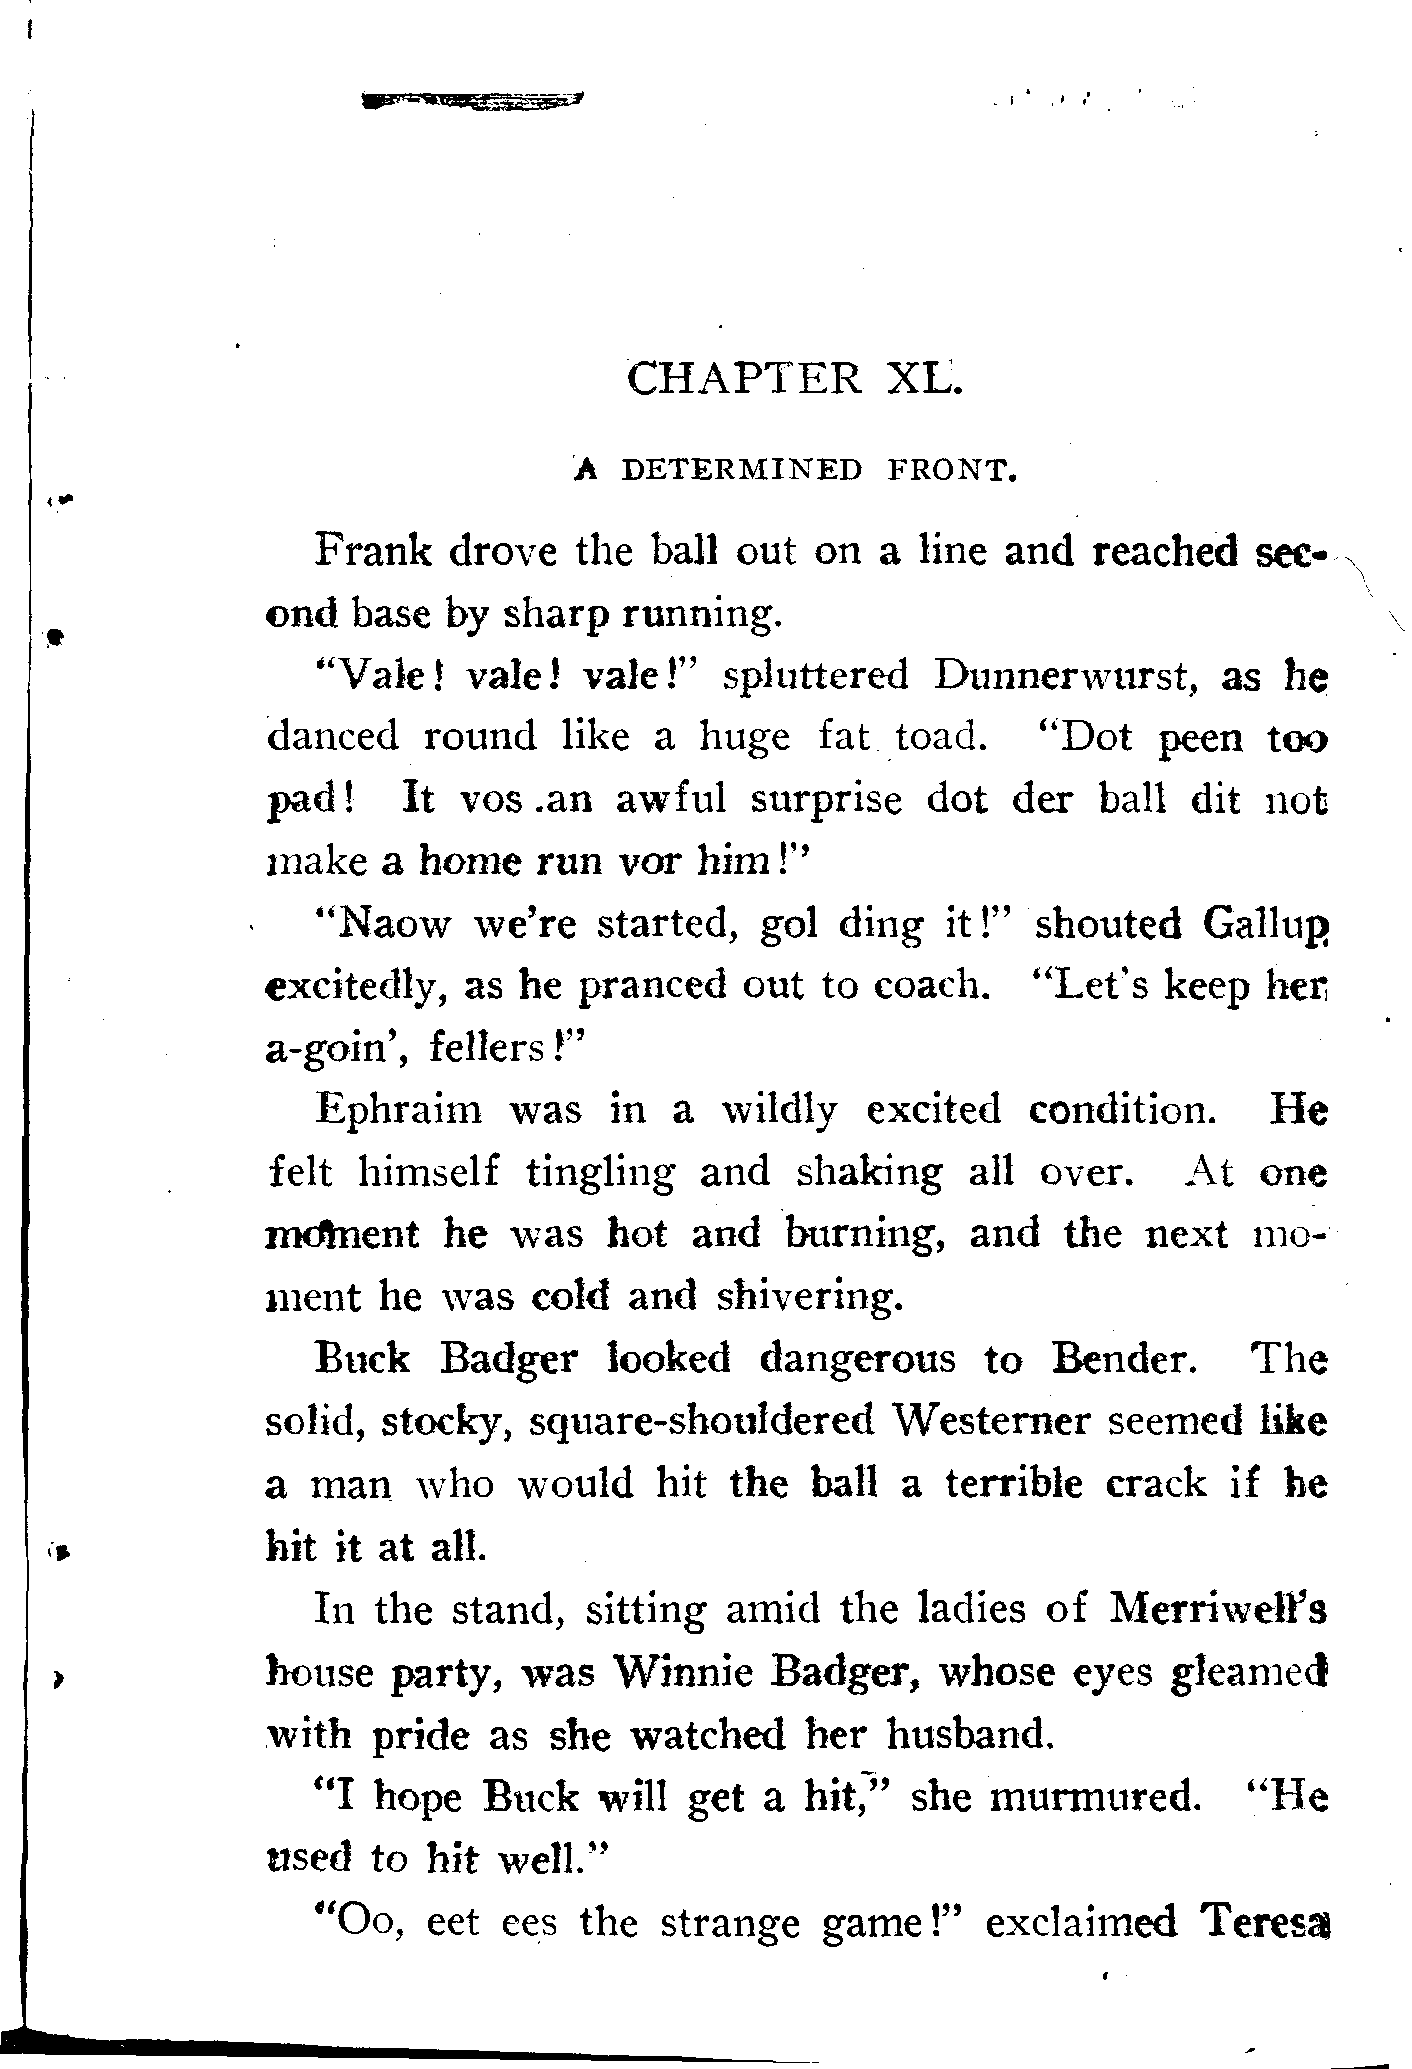 CHAPTER XL.
A DETERMINED FRONT.
Frank drove the ball out on a line and reached sec-
ond base by sharp running.
"Vale! vale! vale!" spluttered Dunnerwurst, as he
danced round like a huge fat toad. "Dot peen too
pad! It vos an awful surprise dot der ball dit not
make a home run vor him!"
"Naow we're started, gol ding it!" shouted Gallup
excitedly, as he pranced out to coach. "Let's keep her
a-goin', fellers!"
Ephraim was in a wildly excited condition. He
felt himself tingling and shaking all over. At one
moment he was hot and burning, and the next mo-
ment he was cold and shivering.
Buck Badger looked dangerous to Bender. The
solid, stocky, square-shouldered Westerner seemed like
a man who would hit the ball a terrible crack if he
hit it at all.
In the stand, sitting amid the ladies of Merriwell's
house party, was Winnie Badger, whose eyes gleamed
with pride as she watched her husband.
"I hope Buck will get a hit," she murmured. "He
used to hit well."
"Oo, eet ees the strange game!" exclaimed Teresa